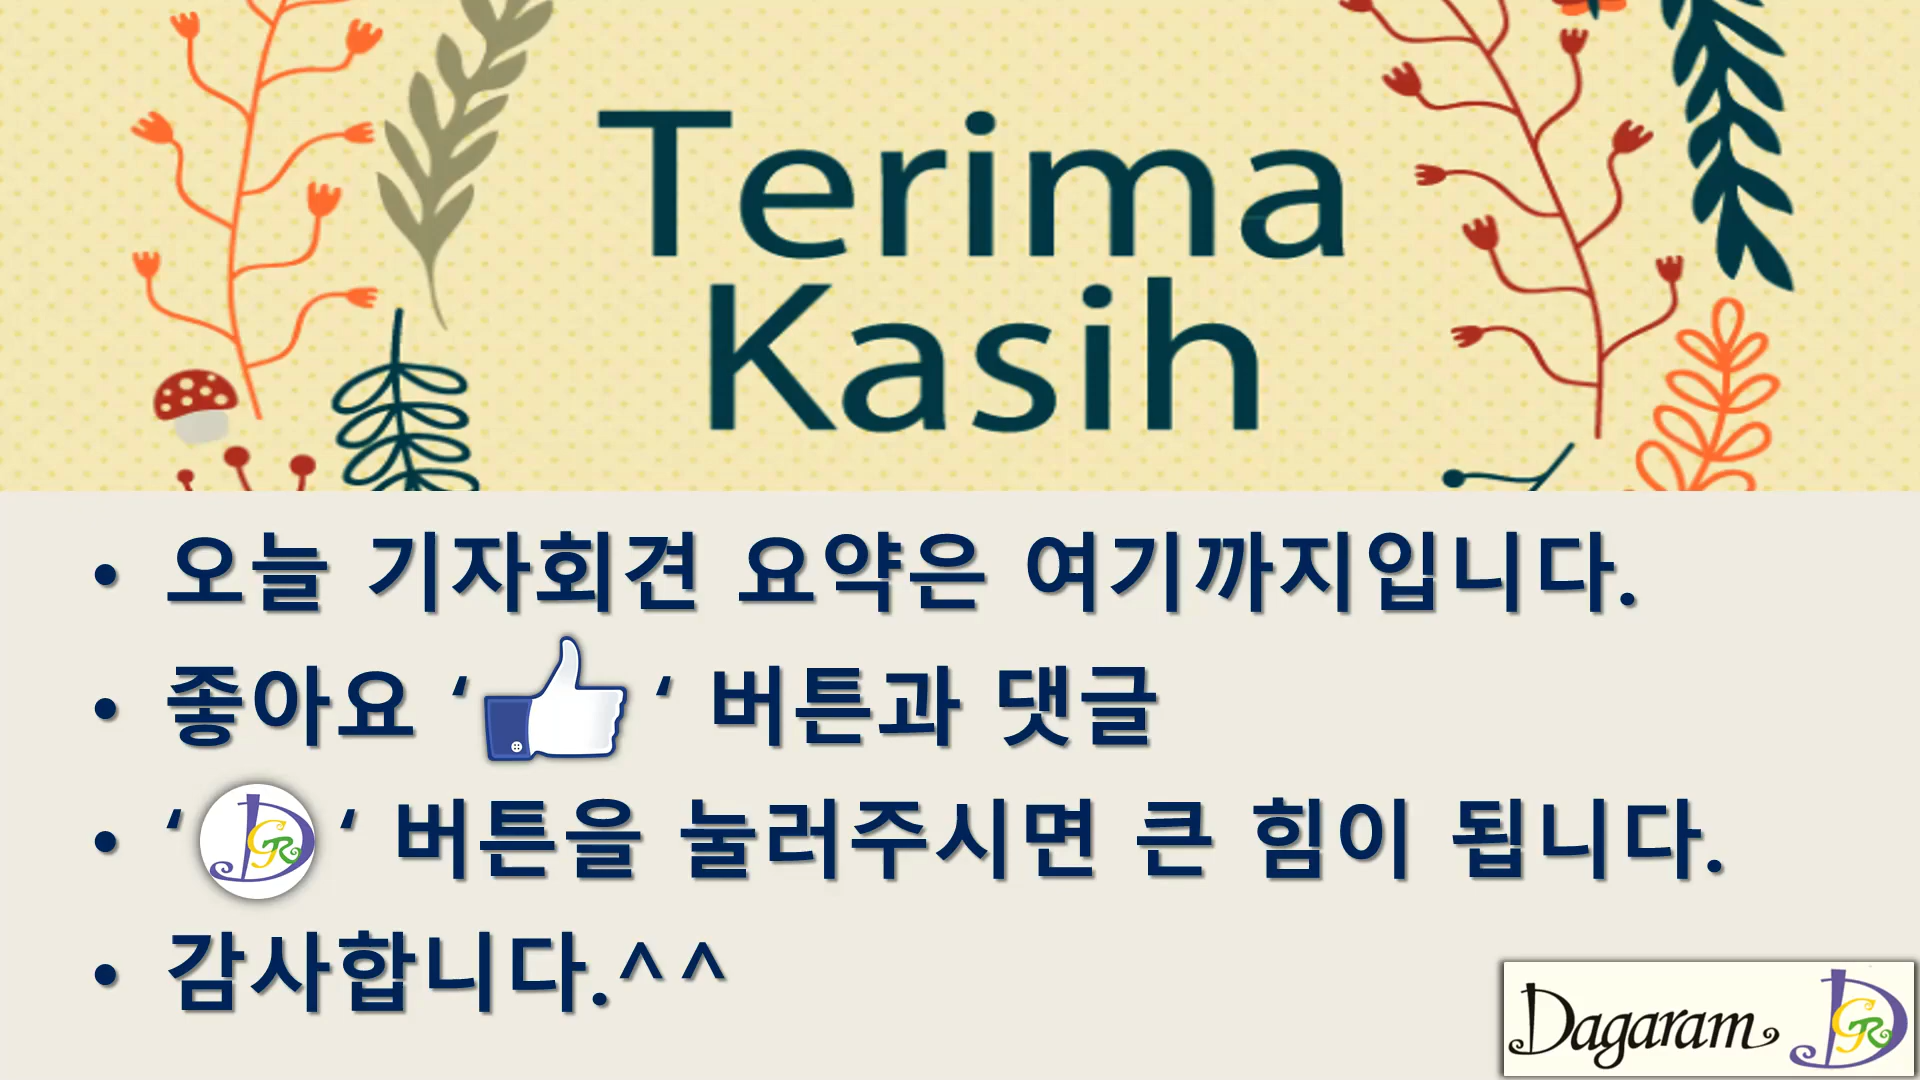 Terima
Kasih
• 오늘 기자회견 요약은 여기까지입니다.
• 좋아요 ‘ ‘ 버튼과 댓글
• ‘ DGR ‘ 버튼을 눌러주시면 큰 힘이 됩니다.
• 감사합니다.^^
Dagaram DGR